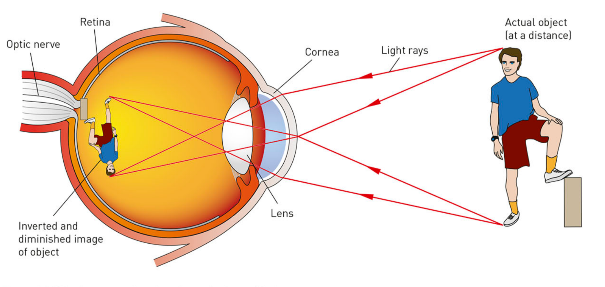 Retina
Optic nerve
Cornea
Light rays
Actual object
(at a distance)
Lens
Inverted and
diminished image
of object